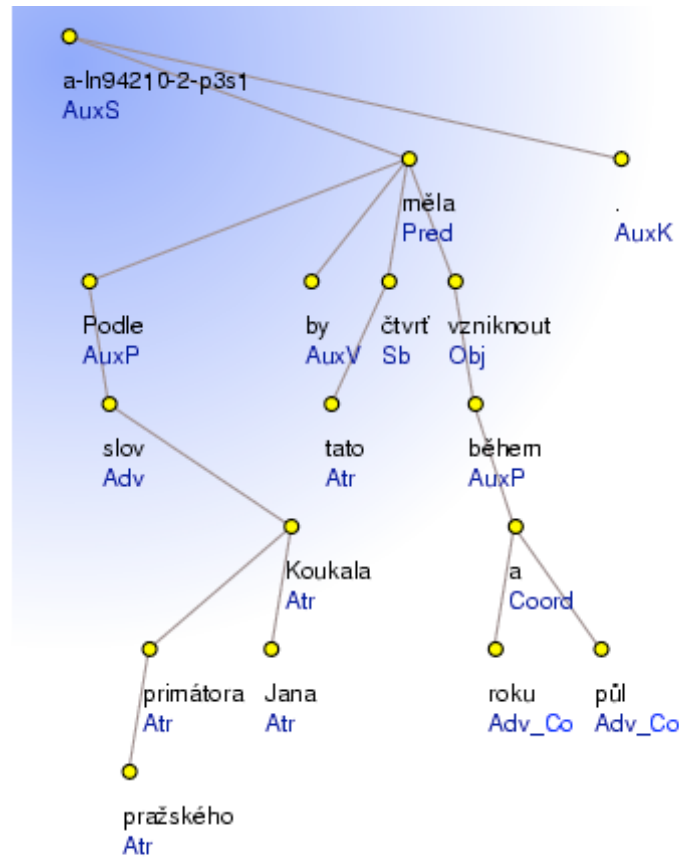 a-ln94210-2-p3s1
AuxS
měla
Pred
.
AuxK
Podle
AuxP
by
AuxV
čtvrť
Sb
vzniknout
Obj
slov
Adv
tato
Atr
během
AuxP
Koukala
Atr
a
Coord
primátora
Atr
Jana
Atr
roku
Adv_Co
půl
Adv_Co
pražského
Atr